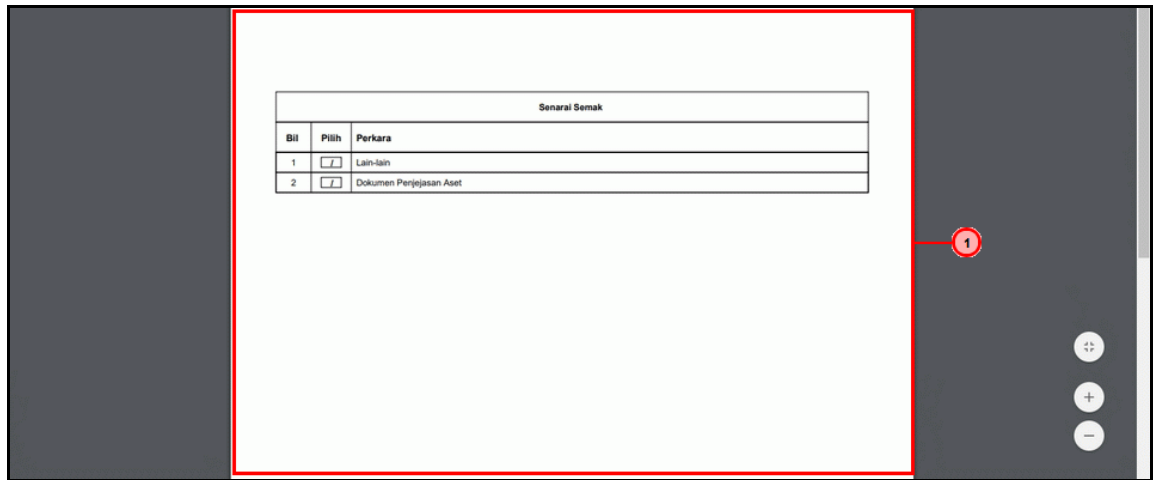 Senarai Semak
Bil Pilih Perkara
1 / Lain-lain
2 / Dokumen Penjejasan Aset
1